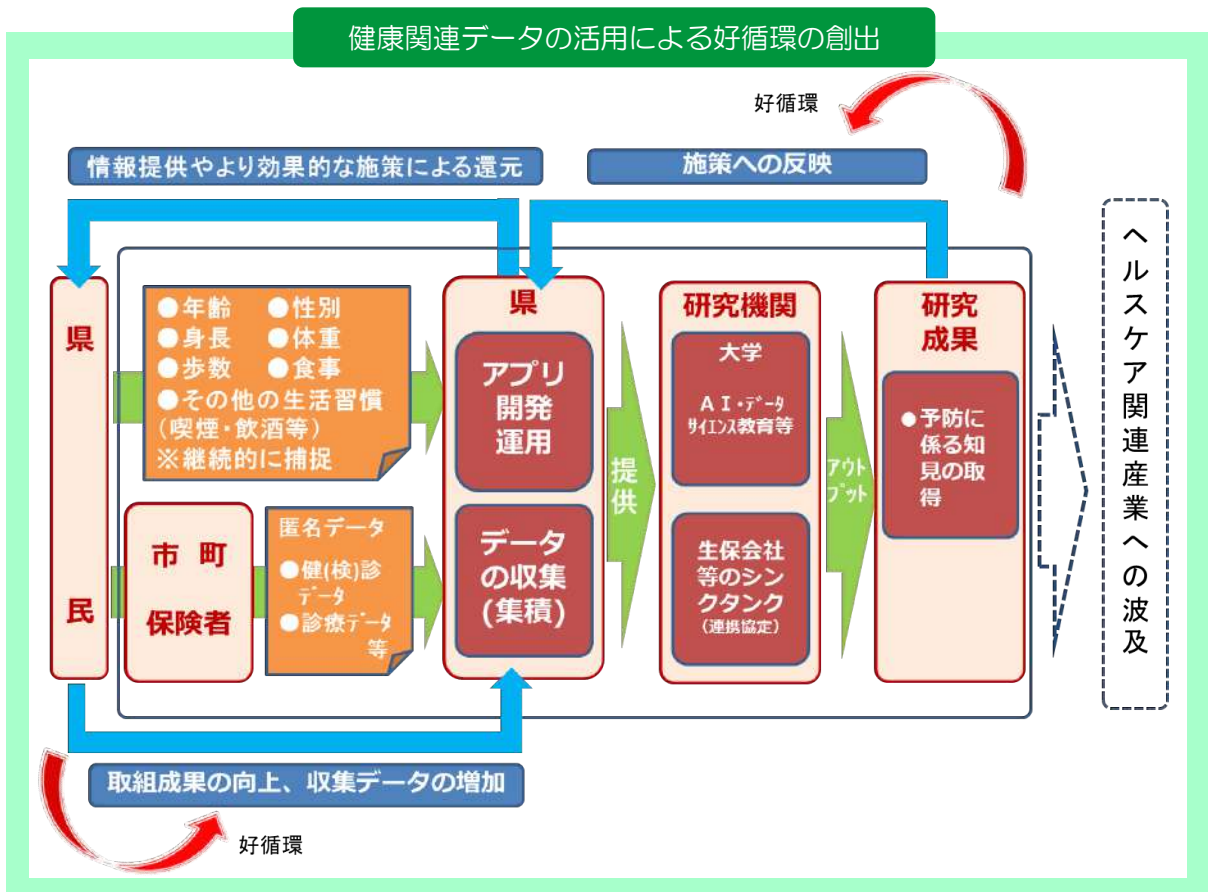 健康関連データの活用による好循環の創出
好循環
情報提供やより効果的な施策による還元
施策への反映
県民
●年齢 ●性別
●身長 ●体重
●歩数 ●食事
●その他の生活習慣
(喫煙・飲酒等)
※継続的に捕捉
市 町
保険者
匿名データ
●健(検)診
ﾃﾞｰﾀ
●診療ﾃﾞｰﾀ
等
県
アプリ
開発
運用
データ
の収集
(集積)
提供
研究機関
大学
ＡＩ・ﾃﾞｰﾀ
ｻｲｴﾝｽ教育等
生保会社
等のシン
クタンク
(連携協定)
ｱｳﾄ
ﾌﾟｯﾄ
研究
成果
●予防に
係る知
見の取
得
ヘルスケア関連産業への波及
取組成果の向上、収集データの増加
好循環